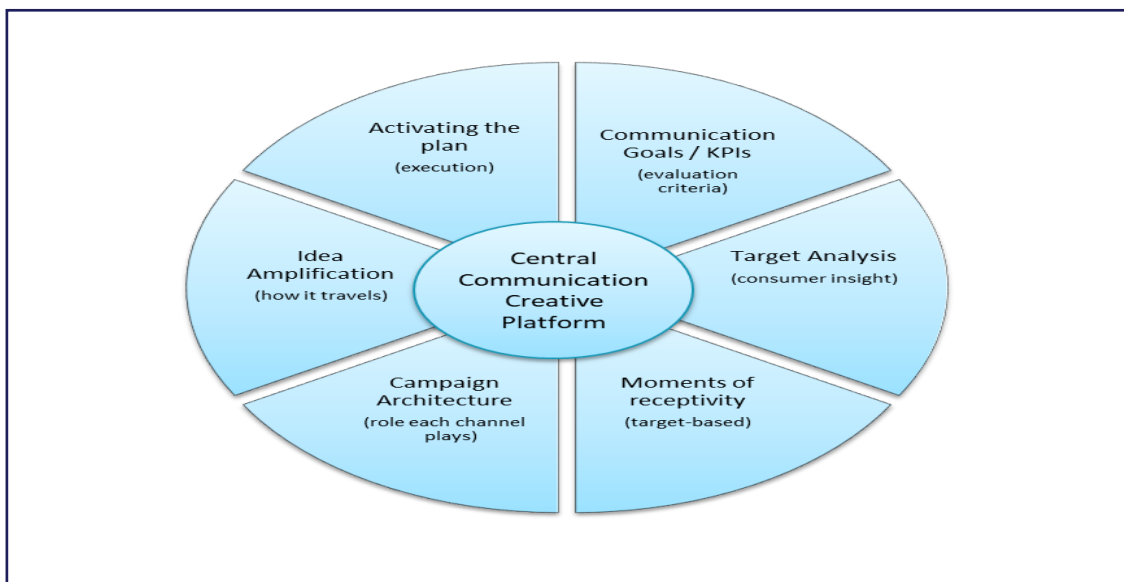 Activating the
plan
(execution)
Communication
Goals / KPIs
(evaluation
criteria)
Idea
Amplification
(how it travels)
Central
Communication
Creative
Platform
Target Analysis
(consumer insight)
Campaign
Architecture
(role each channel
plays)
Moments of
receptivity
(target-based)